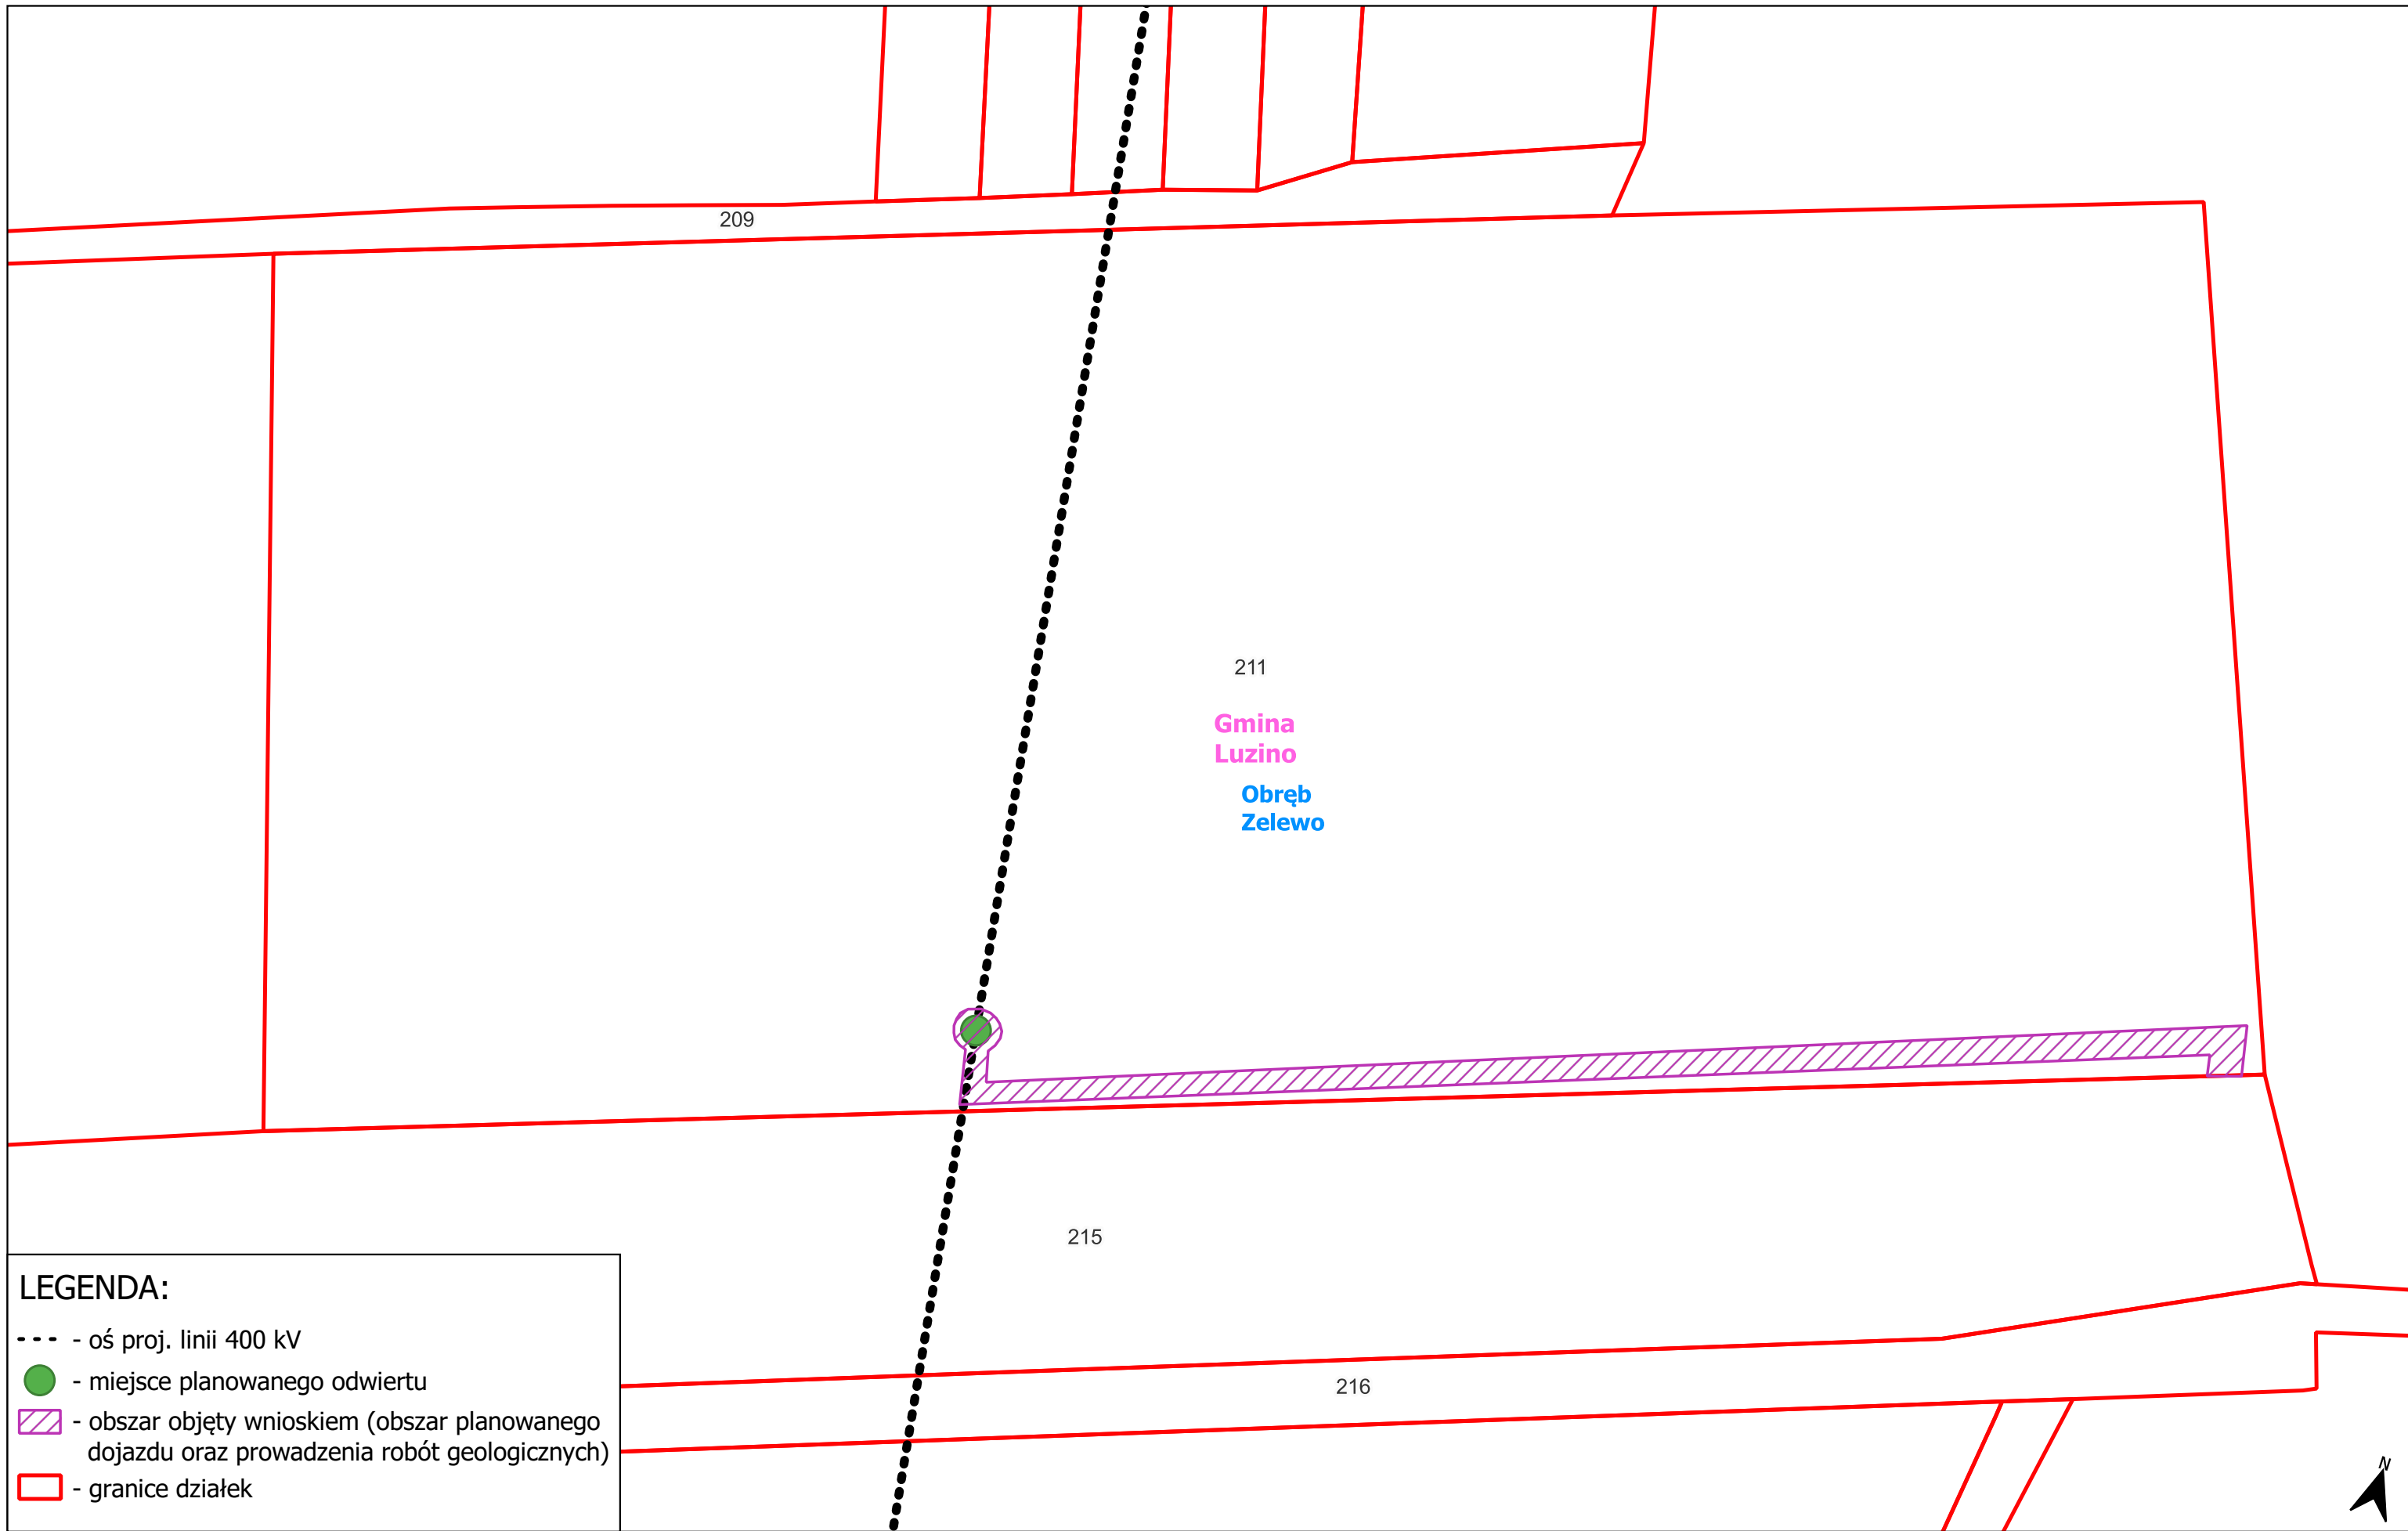 209
211
Gmina
Luzino
Obręb
Zelewo
215
216
LEGENDA:
- oś proj. linii 400 kV
- miejsce planowanego odwiertu
- obszar objęty wnioskiem (obszar planowanego
dojazdu oraz prowadzenia robót geologicznych)
- granice działek
N